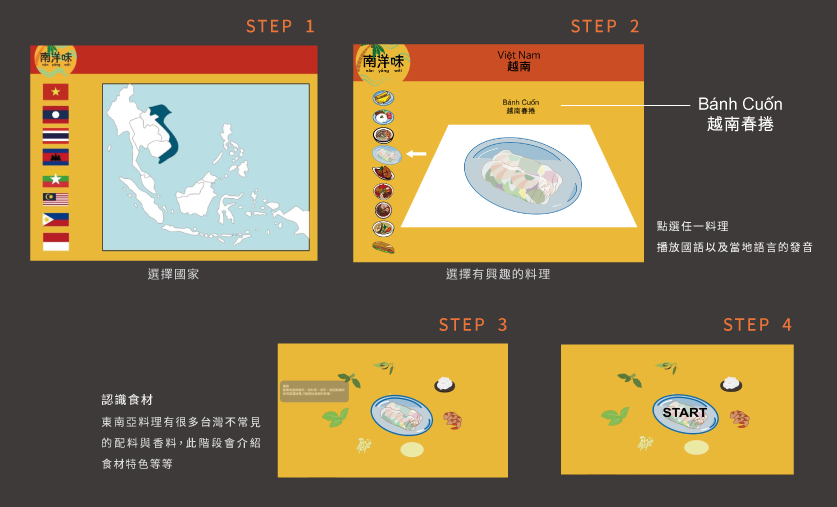 STEP 1
STEP 2
南洋味
nán yáng wèi
南洋味
nán yáng wèi
Việt Nam
越南
Bánh Cuốn
越南春捲
Bánh Cuốn
越南春捲
點選任一料理
播放國語以及當地語言的發音
選擇國家
選擇有興趣的料理
STEP 3
STEP 4
認識食材
東南亞料理有很多台灣不常見
的配料與香料,此階段會介紹
食材特色等等
START